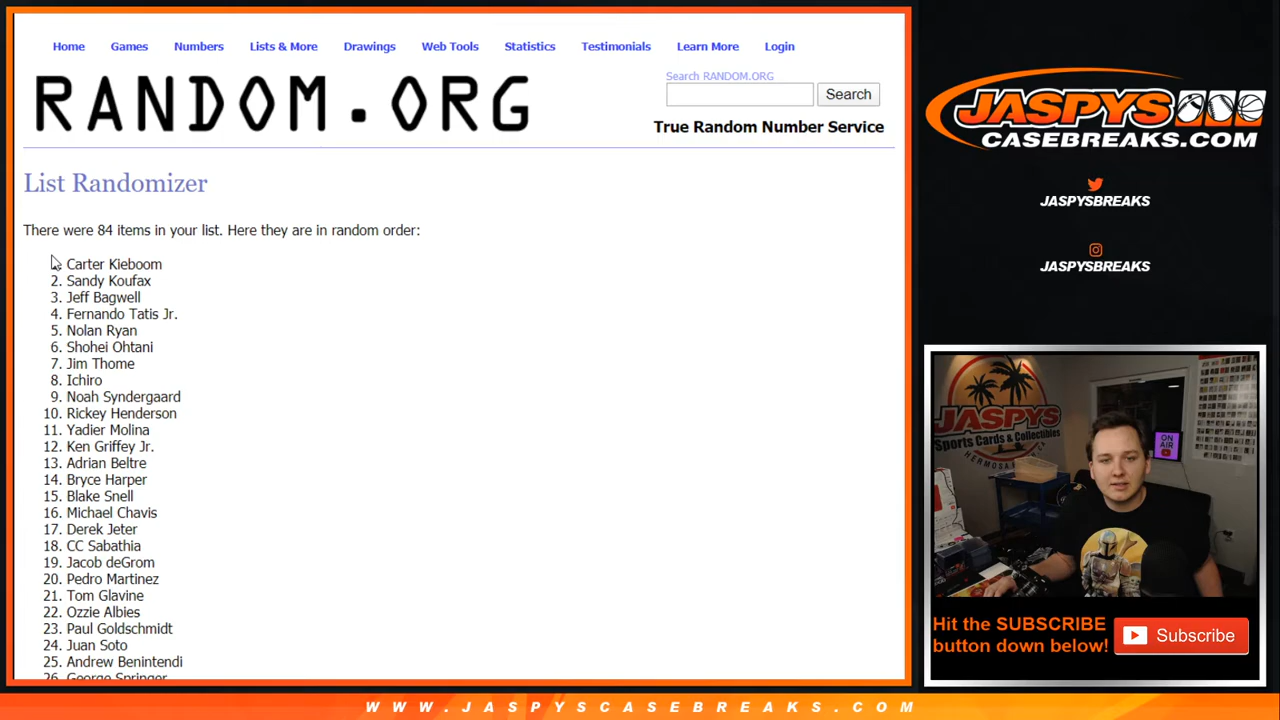 Home Games Numbers Lists & More Drawings Web Tools Statistics Testimonials Learn More Login
RANDOM.ORG
Search RANDOM.ORG
Search
True Random Number Service
List Randomizer
There were 84 items in your list. Here they are in random order:
Carter Kieboom
2. Sandy Koufax
3. Jeff Bagwell
4. Fernando Tatis Jr.
5. Nolan Ryan
6. Shohei Ohtani
7. Jim Thome
8. Ichiro
9. Noah Syndergaard
10. Rickey Henderson
11. Yadier Molina
12. Ken Griffey Jr.
13. Adrian Beltre
14. Bryce Harper
15. Blake Snell
16. Michael Chavis
17. Derek Jeter
18. CC Sabathia
19. Jacob deGrom
20. Pedro Martinez
21. Tom Glavine
22. Ozzie Albies
23. Paul Goldschmidt
24. Juan Soto
25. Andrew Benintendi
26. George Springer
JASPYS
CASEBREAKS.COM
JASPYSBREAKS
JASPYSBREAKS
JASPYS
Sports Cards & Collectibles
ON
AIR
Hit the SUBSCRIBE
button down below!
Subscribe
WWW.JASPYSCASEBREAKS.COM